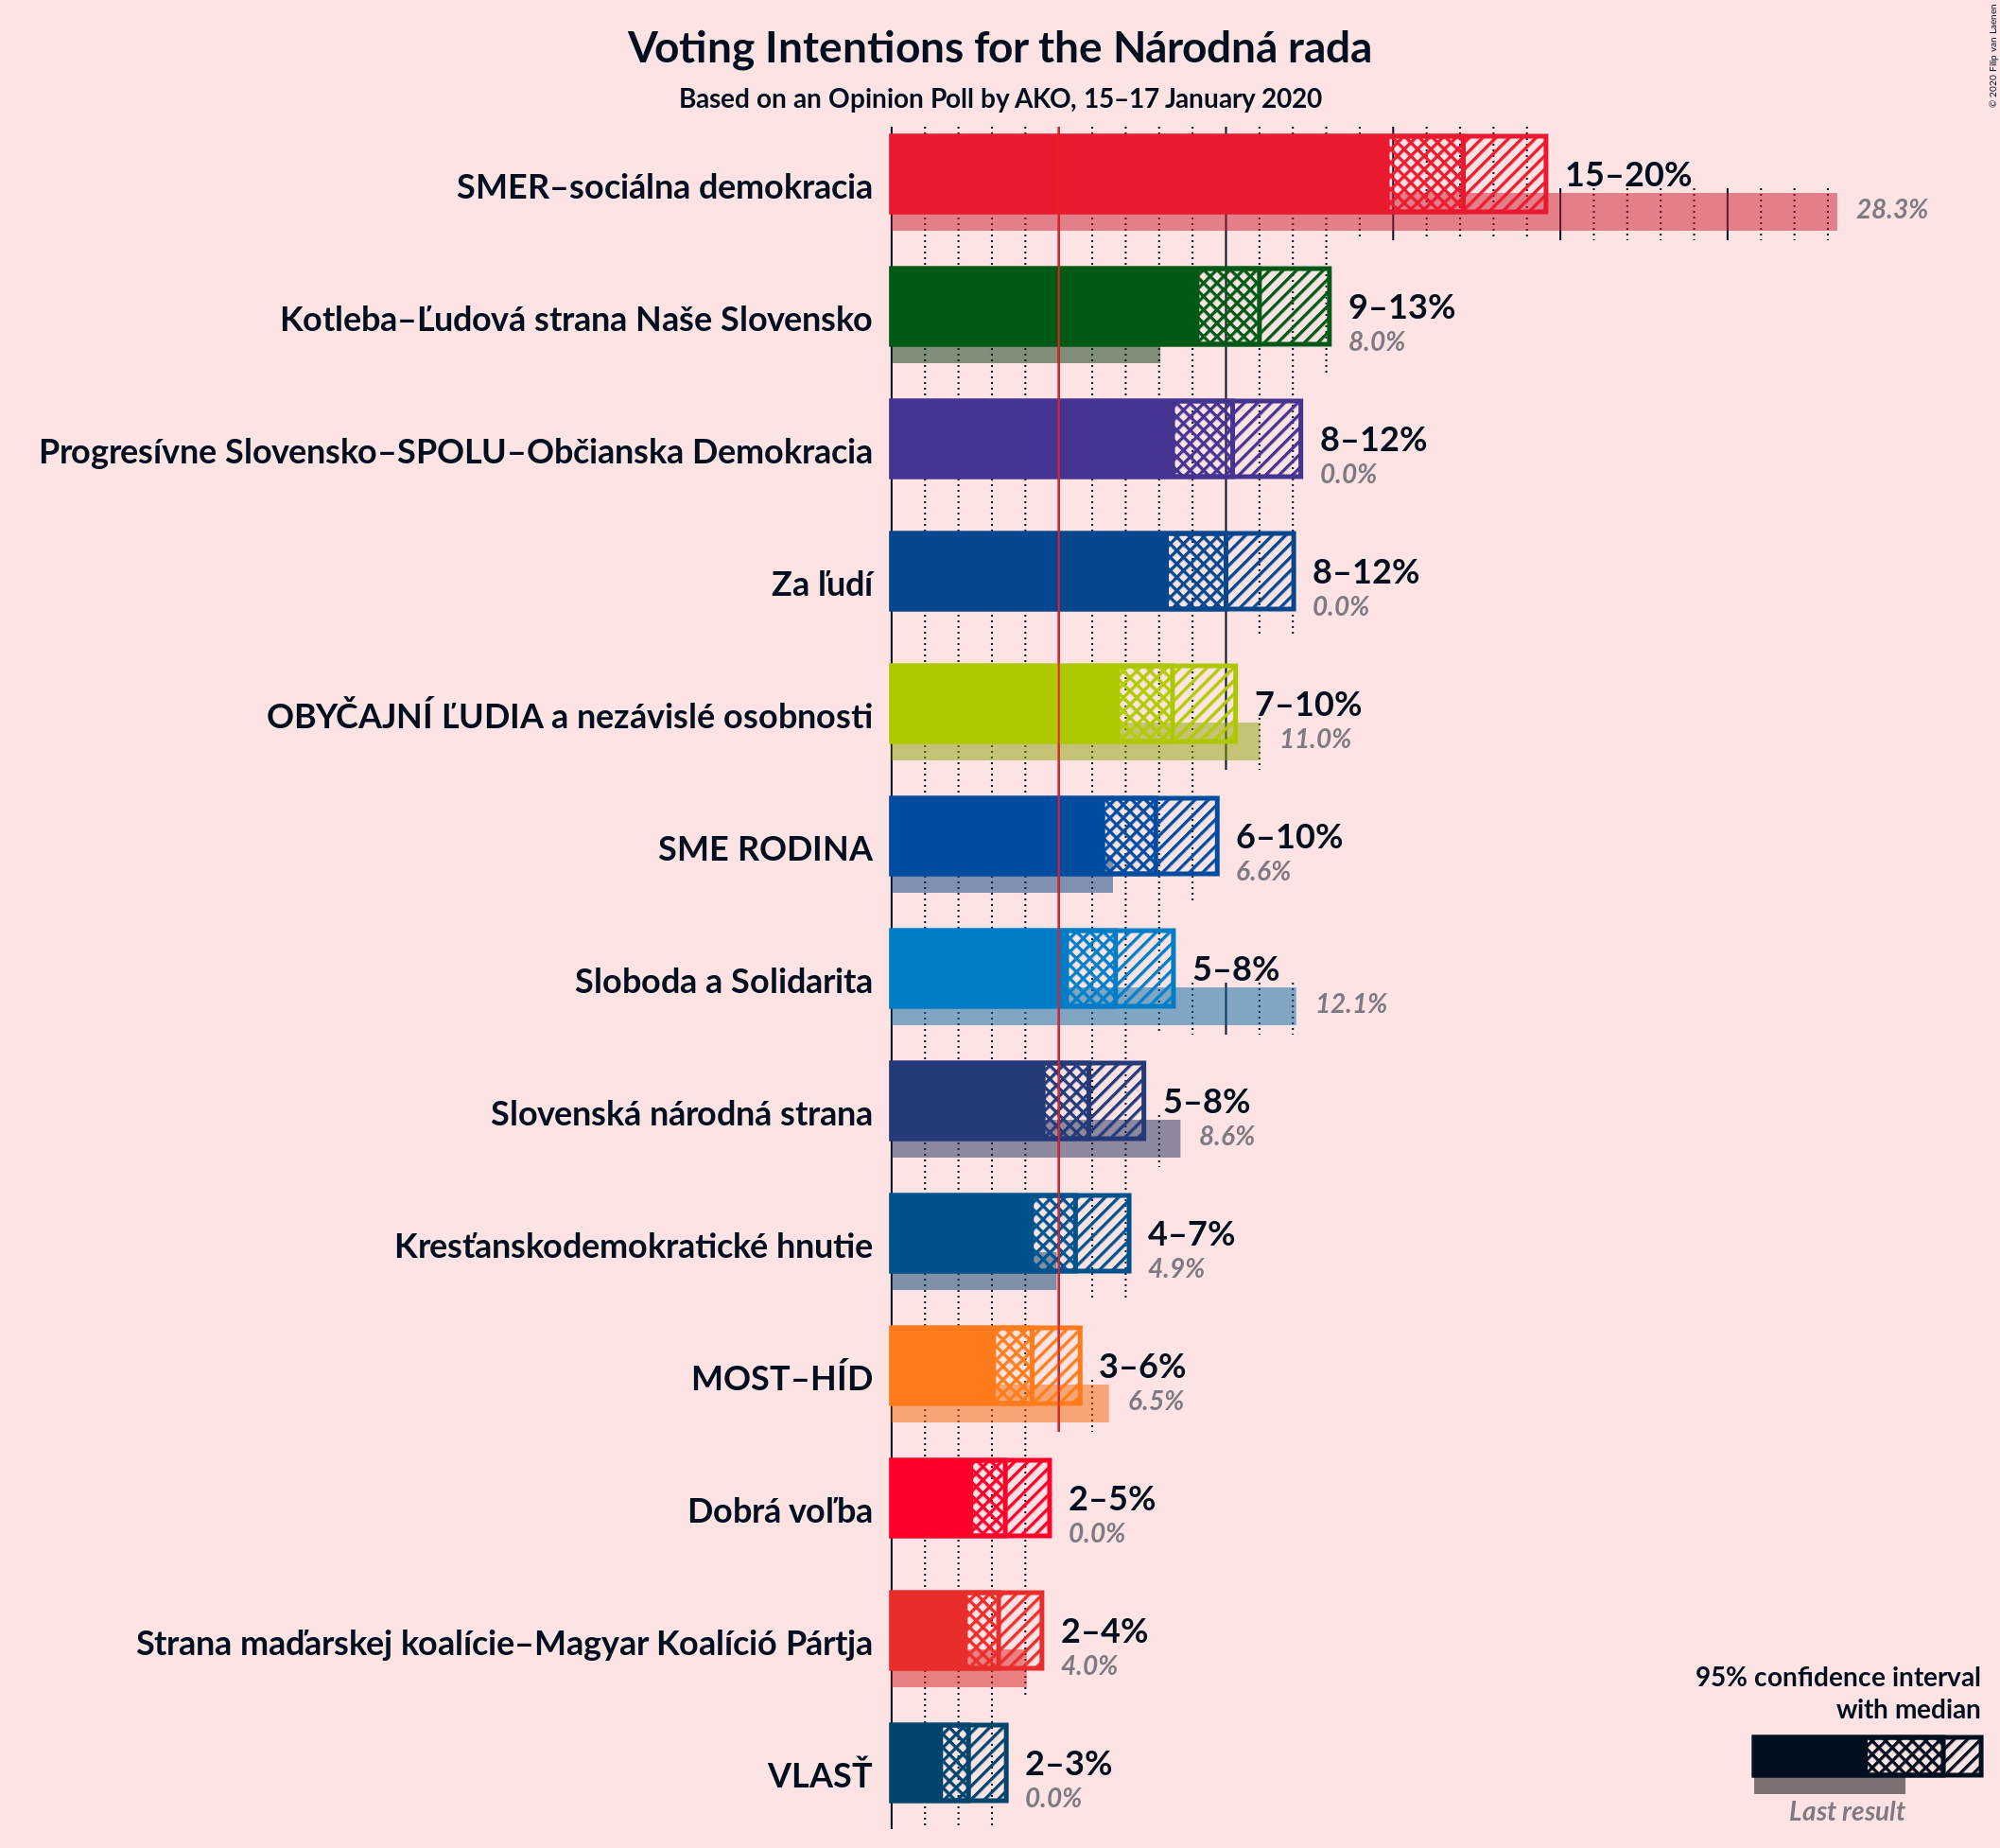 © 2020 Filip van Laenen
Voting Intentions for the Národná rada
Based on an Opinion Poll by AKO, 15–17 January 2020
SMER–sociálna demokracia
15–20%
28.3%
Kotleba–Ľudová strana Naše Slovensko
9–13%
8.0%
Progresívne Slovensko–SPOLU–Občianska Demokracia
8–12%
0.0%
Za ľudí
8–12%
0.0%
OBYČAJNÍ ĽUDIA a nezávislé osobnosti
7–10%
11.0%
SME RODINA
6–10%
6.6%
Sloboda a Solidarita
5–8%
12.1%
Slovenská národná strana
5–8%
8.6%
Kresťanskodemokratické hnutie
4–7%
4.9%
MOST–HÍD
3–6%
6.5%
Dobrá voľba
2–5%
0.0%
Strana maďarskej koalície–Magyar Koalíció Pártja
2–4%
4.0%
VLASŤ
2–3%
0.0%
95% confidence interval
with median
Last result